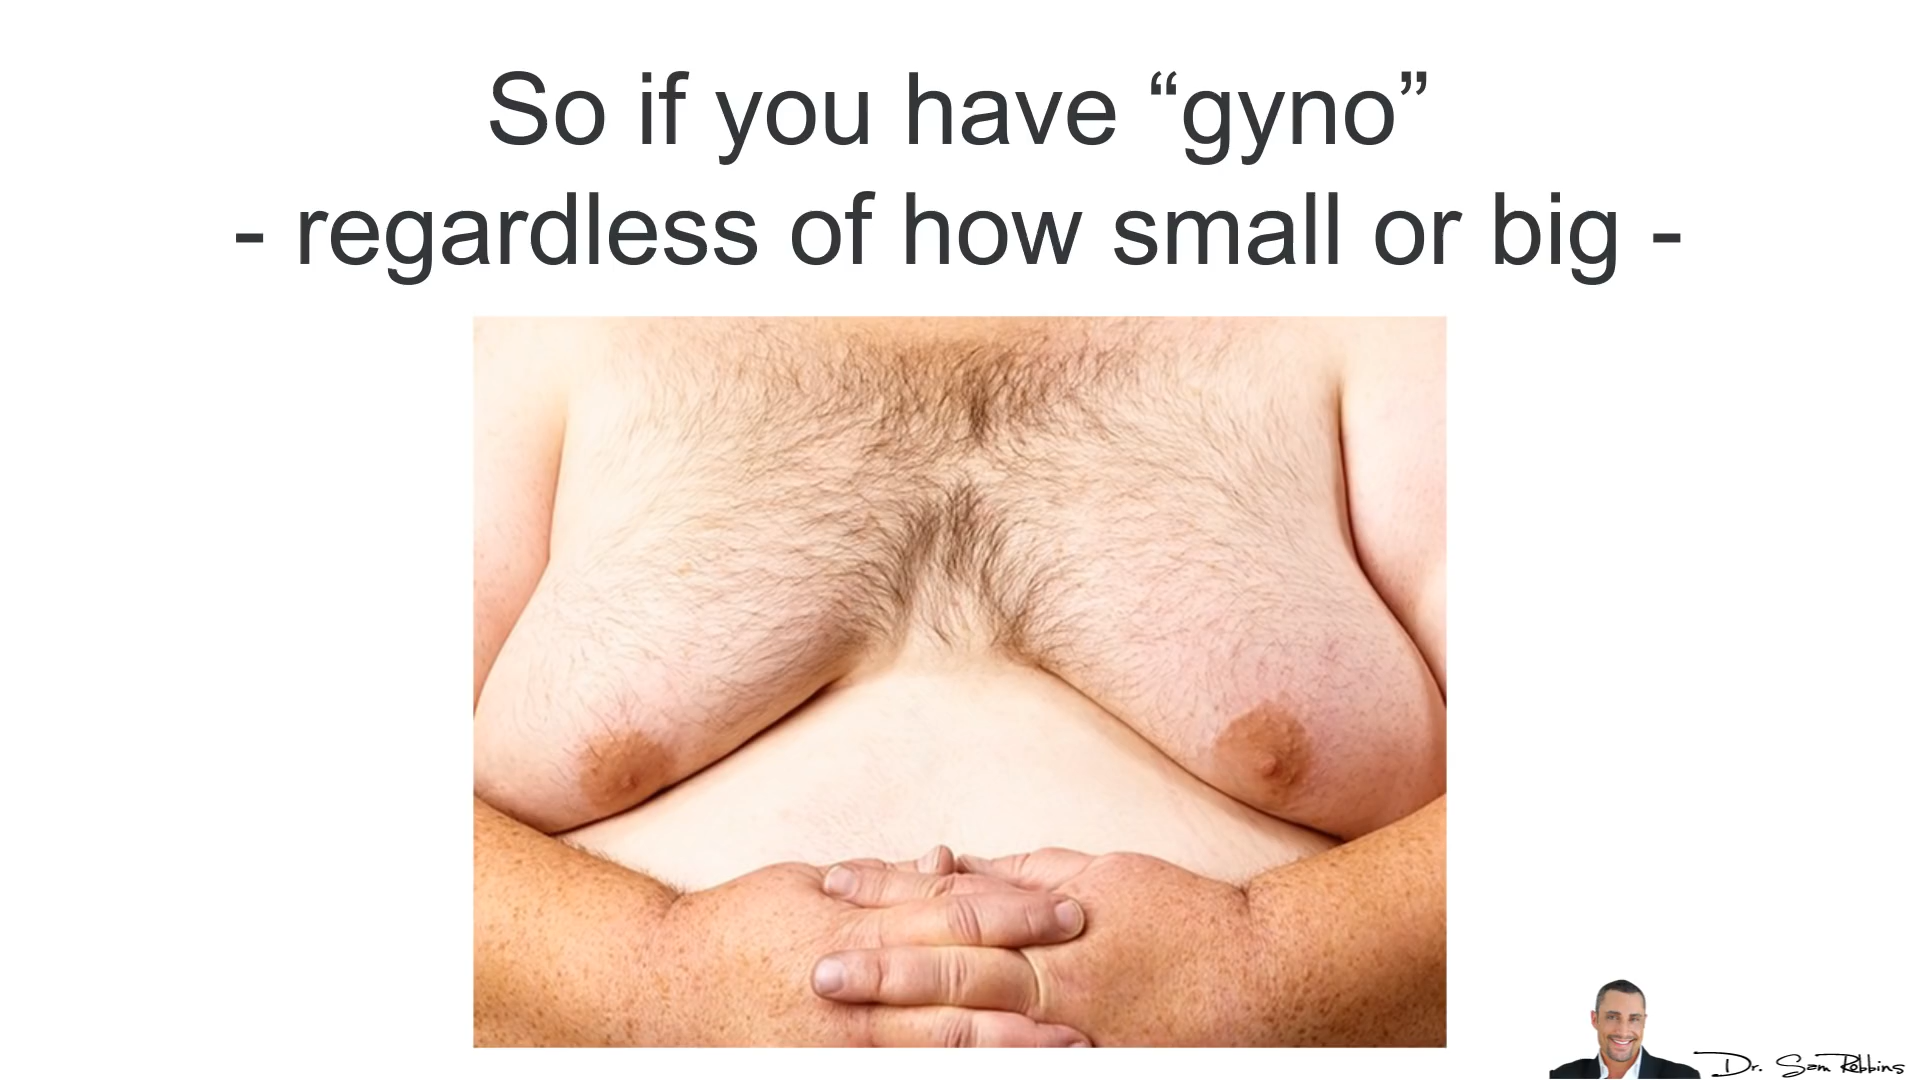 So if you have “gyno”
- regardless of how small or big -
Dr. Sam Robbins